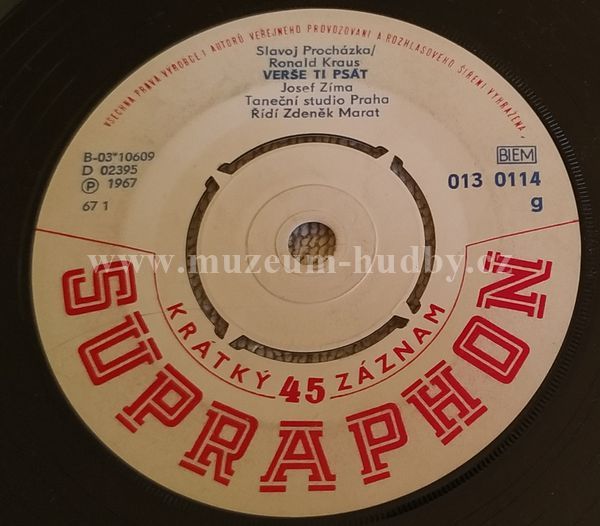 VŠECHNA PRÁVA VÝROBCE I AUTORŮ VEŘEJNÉHO PROVOZOVÁNÍ A ROZHLASOVÉHO ŠÍŘENÍ VYHRAŽENA.
Slavoj Procházka/
Ronald Kraus
VERŠE TI PSÁT
Josef Zíma
Taneční studio Praha
Řídí Zdeněk Marat
B-03*10609
D 02395
Ⓟ 1967
67 1
BIEM
013 0114
g
www.muzeum-hudby.cz
KRÁTKÝ 45 ZÁZNAM
SUPRAPHON